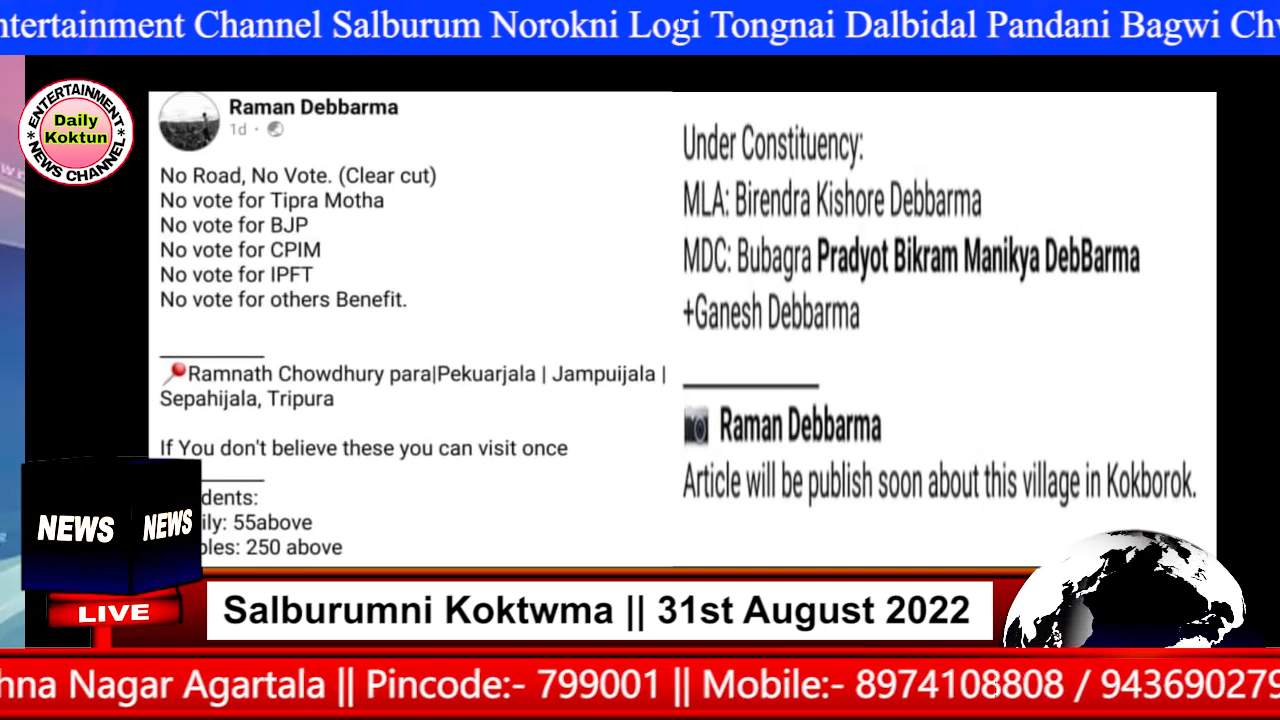 ntertainment Channel Salburum Norokni Logi Tongnai Dalbidal Pandani Bagwi Chw
ENTERTAINMENT
Daily
Koktun
* NEWS CHANNEL *
Raman Debbarma
1d ·
No Road, No Vote. (Clear cut)
No vote for Tipra Motha
No vote for BJP
No vote for CPIM
No vote for IPFT
No vote for others Benefit.
Ramnath Chowdhury para|Pekuarjala | Jampuijala |
Sepahijala, Tripura
If You don't believe these you can visit once
dents:
ily: 55above
ples: 250 above
Under Constituency:
MLA: Birendra Kishore Debbarma
MDC: Bubagra Pradyot Bikram Manikya DebBarma
+Ganesh Debbarma
Raman Debbarma
Article will be publish soon about this village in Kokborok.
NEWS NEWS
LIVE
Salburumni Koktwma || 31st August 2022
hna Nagar Agartala || Pincode:- 799001 || Mobile:- 8974108808 / 943690279